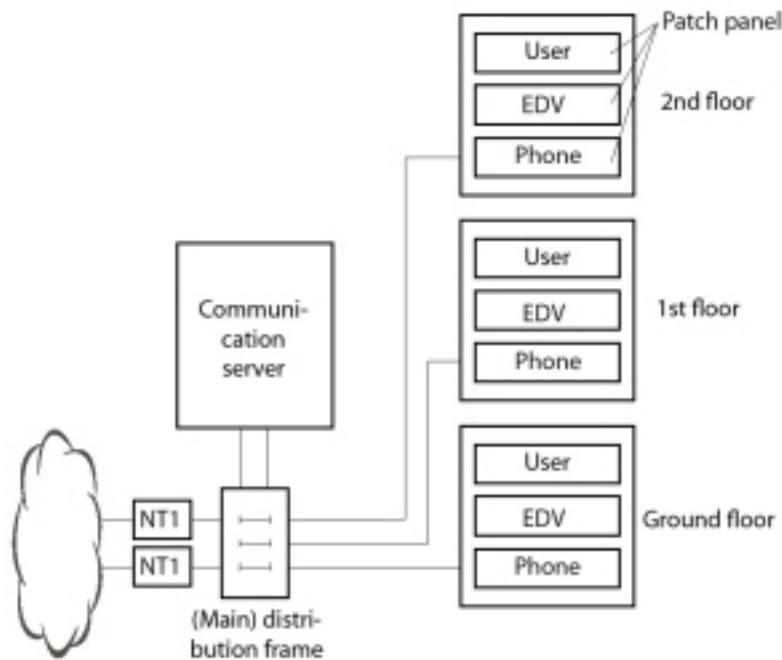 User
Patch panel
EDV
2nd floor
Phone
User
Communi-
cation
server
EDV
1st floor
Phone
User
NT1
EDV
Ground floor
NT1
Phone
(Main) distri-
bution frame